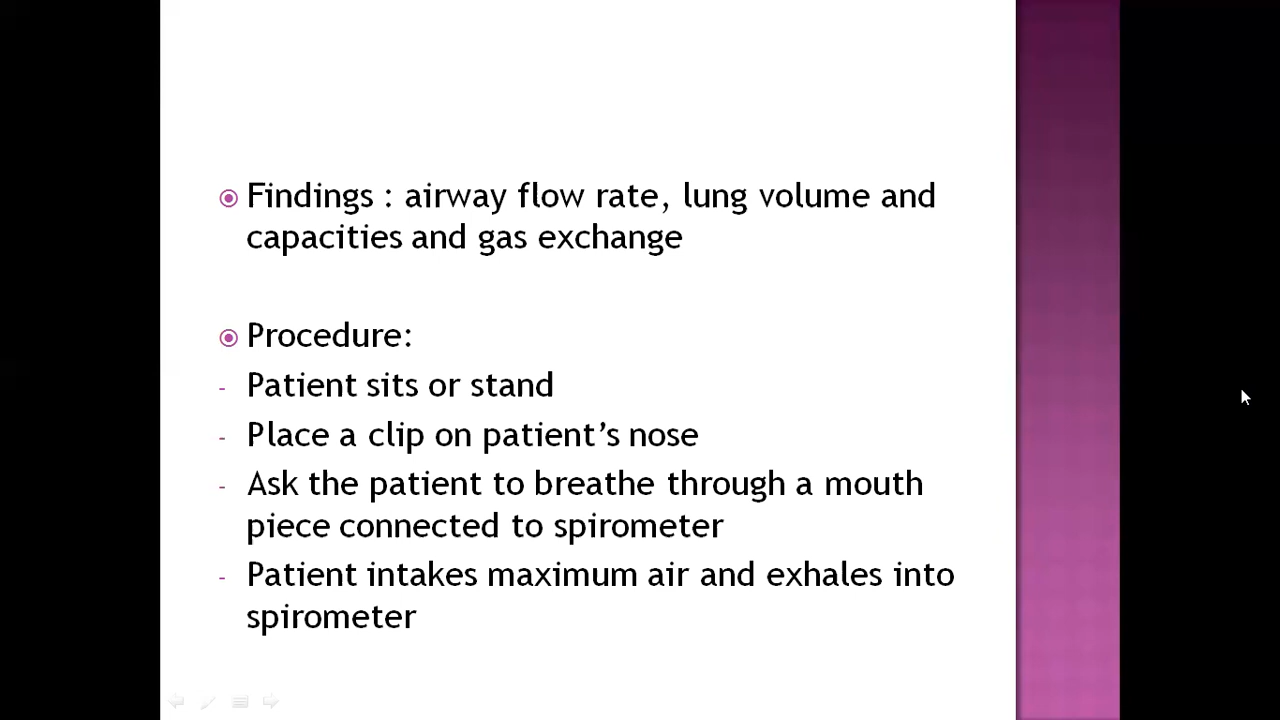 Findings : airway flow rate, lung volume and
capacities and gas exchange
Procedure:
- Patient sits or stand
- Place a clip on patient’s nose
- Ask the patient to breathe through a mouth
piece connected to spirometer
- Patient intakes maximum air and exhales into
spirometer